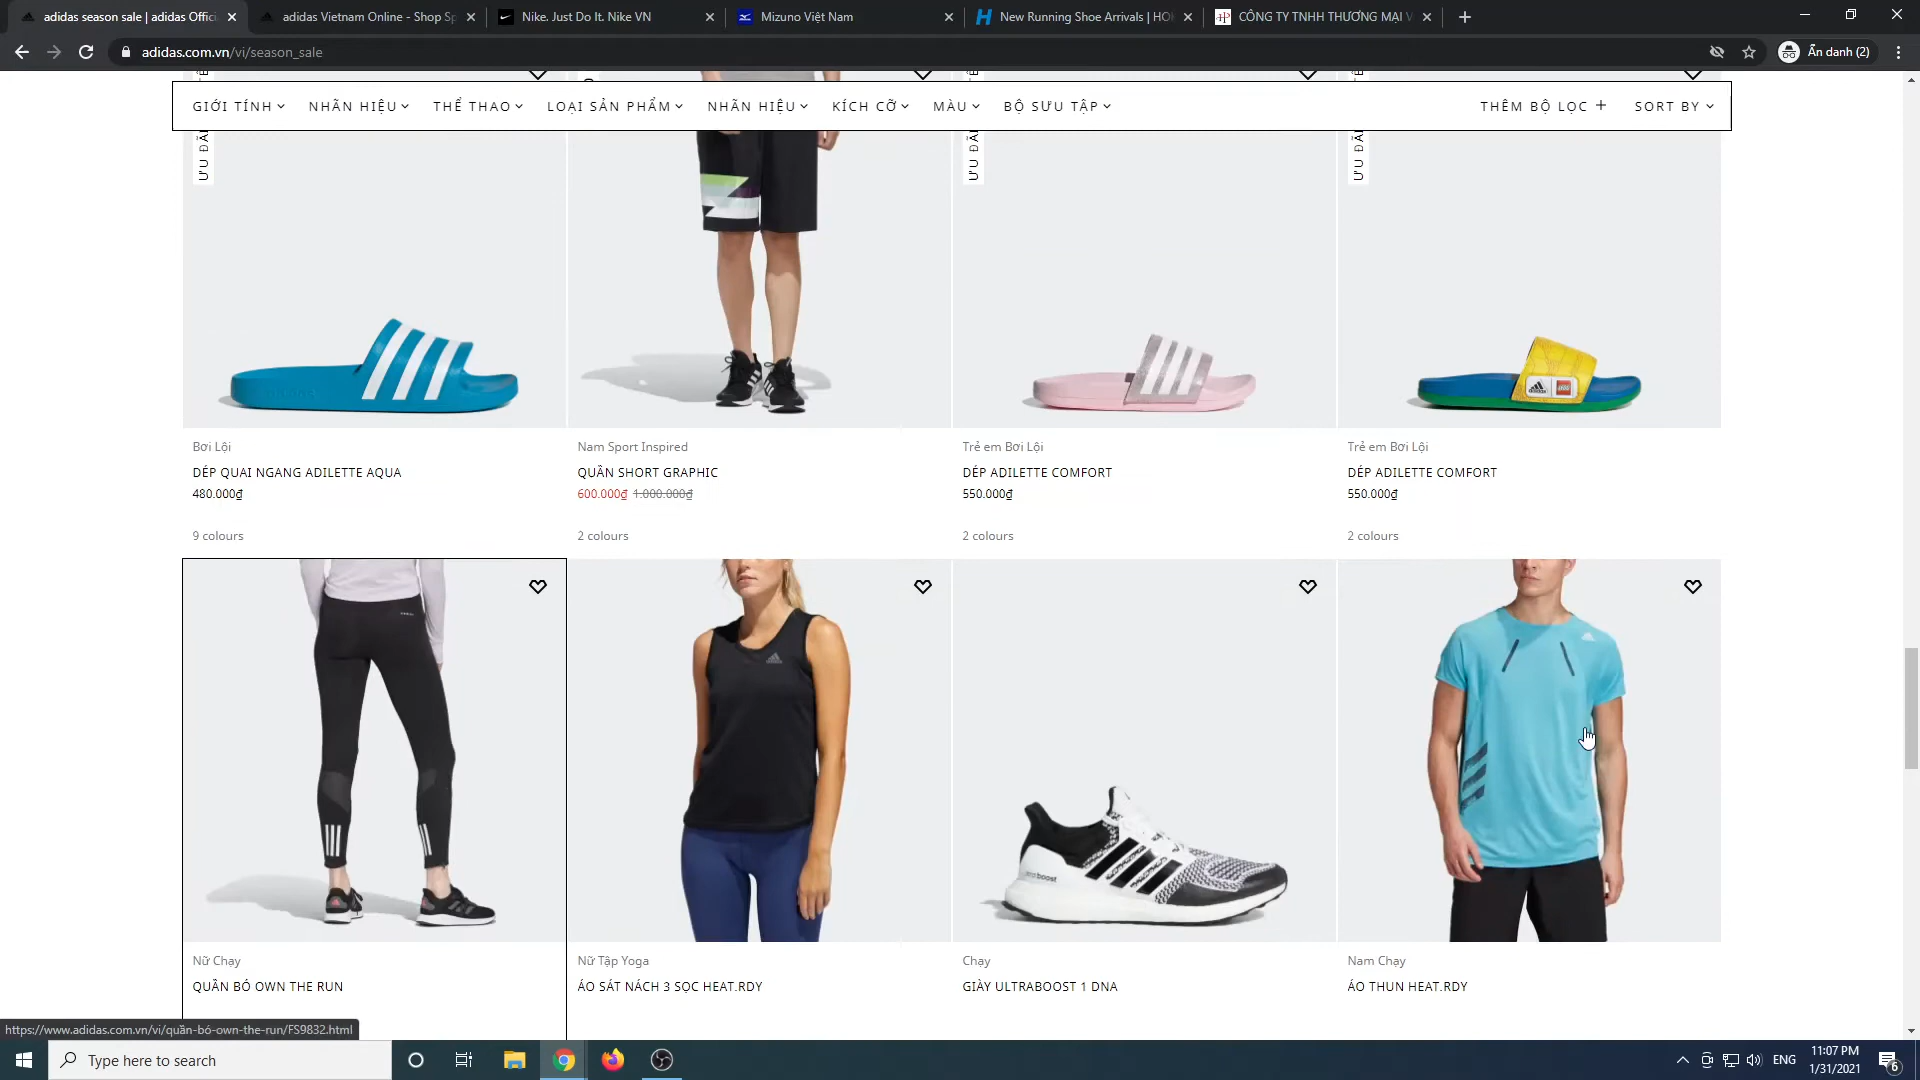 adidas season sale | adidas Offici
adidas Vietnam Online - Shop Sp
Nike. Just Do It. Nike VN
Mizuno Việt Nam
New Running Shoe Arrivals | HO
CÔNG TY TNHH THƯƠNG MẠI V
adidas.com.vn/vi/season_sale
Ẩn danh (2)
GIỚI TÍNH
NHÃN HIỆU
THỂ THAO
LOẠI SẢN PHẨM
NHÃN HIỆU
KÍCH CỠ
MÀU
BỘ SƯU TẬP
THÊM BỘ LỌC +
SORT BY
ƯU ĐÃI
ƯU ĐÃI
ƯU ĐÃI
Bơi Lội
DÉP QUAI NGANG ADILETTE AQUA
480.000₫
9 colours
Nam Sport Inspired
QUẦN SHORT GRAPHIC
600.000₫ 1.000.000₫
2 colours
Trẻ em Bơi Lội
DÉP ADILETTE COMFORT
550.000₫
2 colours
Trẻ em Bơi Lội
DÉP ADILETTE COMFORT
550.000₫
2 colours
Nữ Chạy
QUẦN BÓ OWN THE RUN
Nữ Tập Yoga
ÁO SÁT NÁCH 3 SỌC HEAT.RDY
Chạy
GIÀY ULTRABOOST 1 DNA
Nam Chạy
ÁO THUN HEAT.RDY
https://www.adidas.com.vn/vi/quần-bó-own-the-run/FS9832.html
Type here to search
ENG
11:07 PM
1/31/2021
6